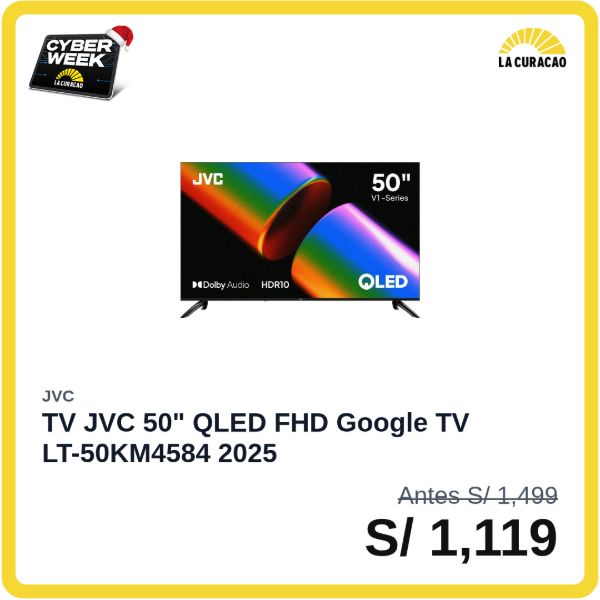 CYBER
WEEK
LA CURACAO
LA CURACAO
JVC
50"
V1-Series
Dolby Audio
HDR10
QLED
JVC
TV JVC 50" QLED FHD Google TV
LT-50KM4584 2025
Antes S/ 1,499
S/ 1,119